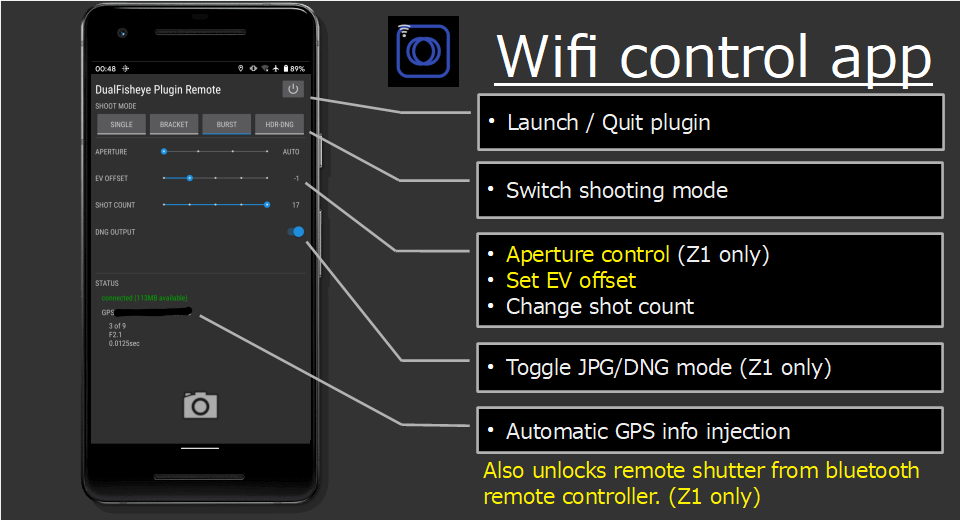 Wifi control app
00:48
89%
DualFisheye Plugin Remote
SHOOT MODE
SINGLE
BRACKET
BURST
HDR-DNG
APERTURE
AUTO
EV OFFSET
-1
SHOT COUNT
17
DNG OUTPUT
STATUS
connected (113MB available)
GPS
3 of 9
F2.1
0.0125sec
• Launch / Quit plugin
• Switch shooting mode
• Aperture control (Z1 only)
• Set EV offset
• Change shot count
• Toggle JPG/DNG mode (Z1 only)
• Automatic GPS info injection
Also unlocks remote shutter from bluetooth
remote controller. (Z1 only)